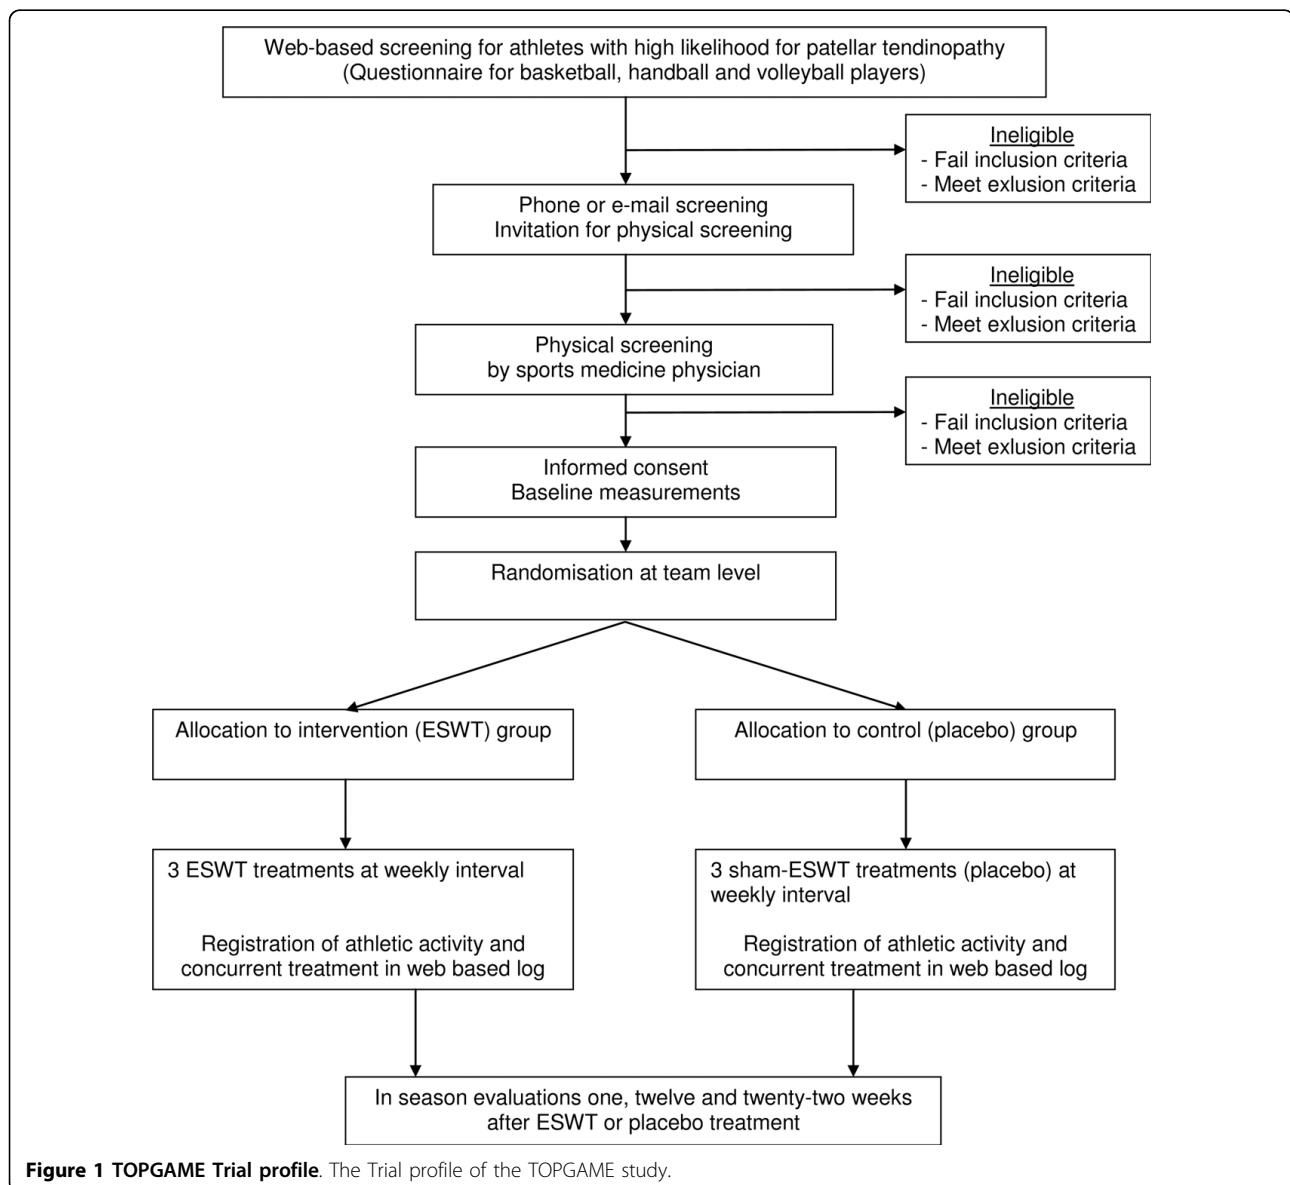 Web-based screening for athletes with high likelihood for patellar tendinopathy
(Questionnaire for basketball, handball and volleyball players)
Ineligible
- Fail inclusion criteria
- Meet exlusion criteria
Phone or e-mail screening
Invitation for physical screening
Ineligible
- Fail inclusion criteria
- Meet exlusion criteria
Physical screening
by sports medicine physician
Ineligible
- Fail inclusion criteria
- Meet exlusion criteria
Informed consent
Baseline measurements
Randomisation at team level
Allocation to intervention (ESWT) group
Allocation to control (placebo) group
3 ESWT treatments at weekly interval
Registration of athletic activity and
concurrent treatment in web based log
3 sham-ESWT treatments (placebo) at
weekly interval
Registration of athletic activity and
concurrent treatment in web based log
In season evaluations one, twelve and twenty-two weeks
after ESWT or placebo treatment
Figure 1 TOPGAME Trial profile. The Trial profile of the TOPGAME study.